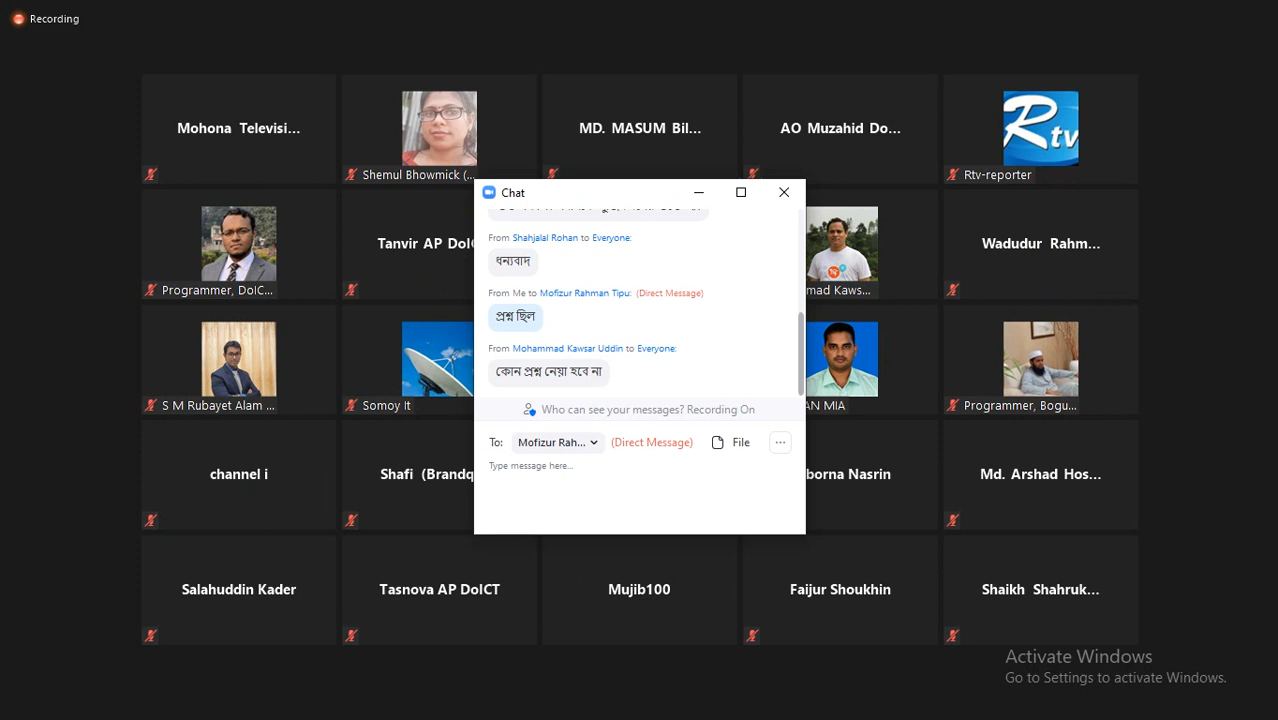 Recording
Mohona Televisi...
Shemul Bhowmick (...
MD. MASUM Bil...
AO Muzahid Do...
Rtv
Rtv-reporter
Chat
From Shahjalal Rohan to Everyone:
ধন্যবাদ
From Me to Mofizur Rahman Tipu: (Direct Message)
প্রশ্ন ছিল
From Mohammad Kawsar Uddin to Everyone:
কোন প্রশ্ন নেয়া হবে না
Who can see your messages? Recording On
To: Mofizur Rah... (Direct Message) File
Type message here...
Programmer, DoIC...
Tanvir AP DoIC
mad Kaws...
Wadudur Rahm...
S M Rubayet Alam ...
Somoy It
AN MIA
Programmer, Bogu...
channel i
Shafi (Brandq
borna Nasrin
Md. Arshad Hos...
Salahuddin Kader
Tasnova AP DoICT
Mujib100
Faijur Shoukhin
Shaikh Shahruk...
Activate Windows
Go to Settings to activate Windows.